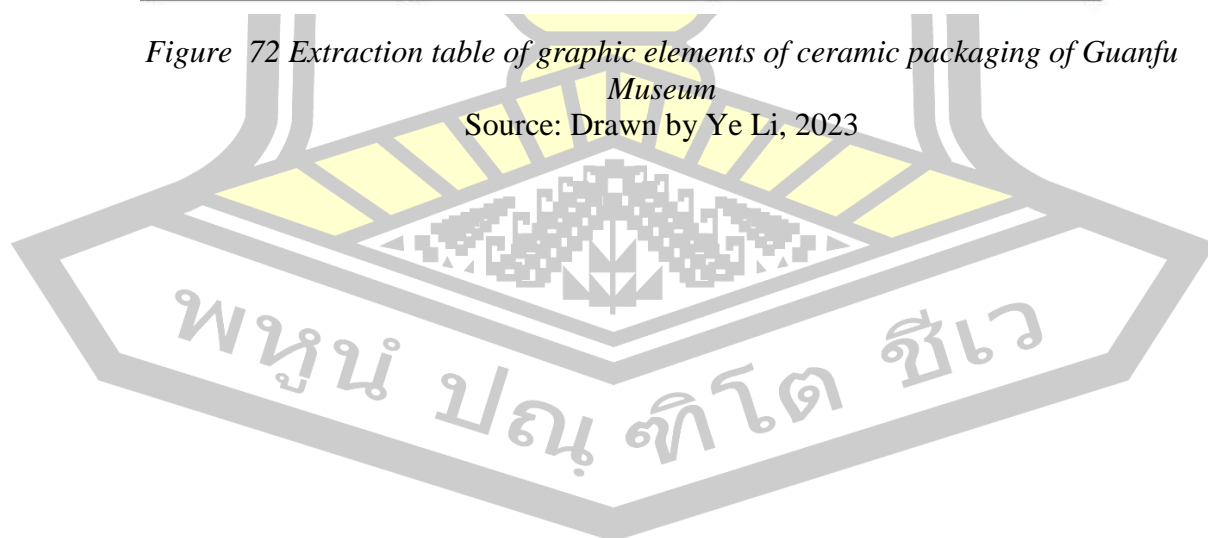 Figure 72 Extraction table of graphic elements of ceramic packaging of Guanfu
Museum
Source: Drawn by Ye Li, 2023
พหูนํ ปณฺฑิโต ชีเว